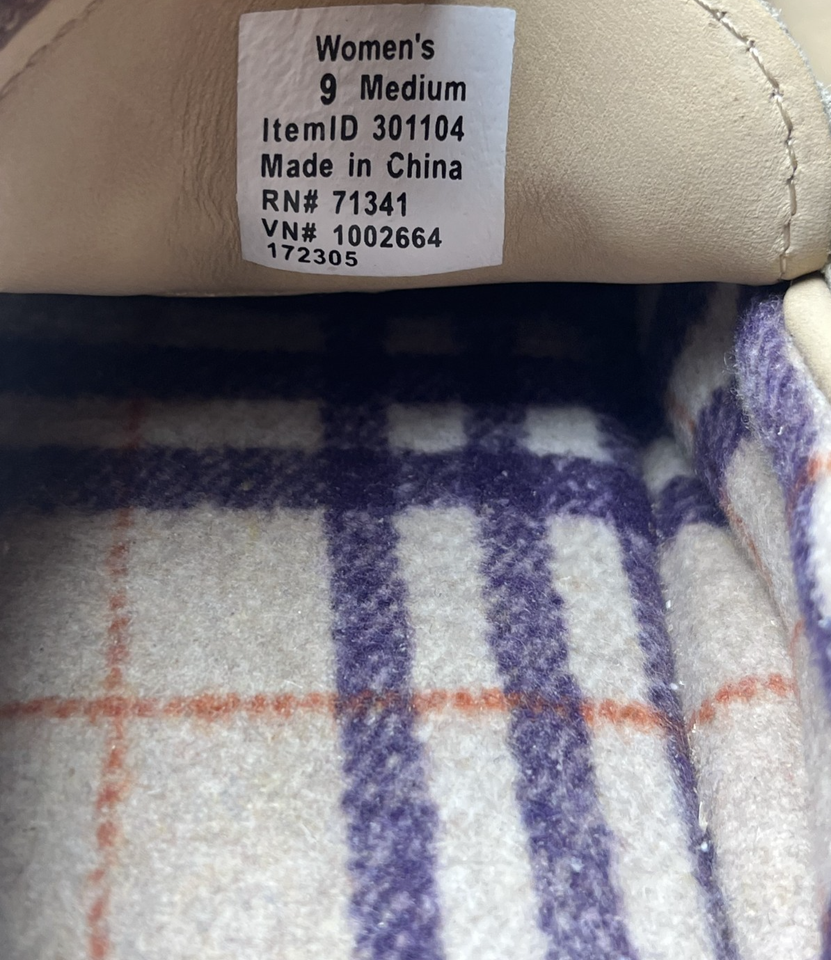 Women's
9 Medium
ItemID 301104
Made in China
RN# 71341
VN# 1002664
172305